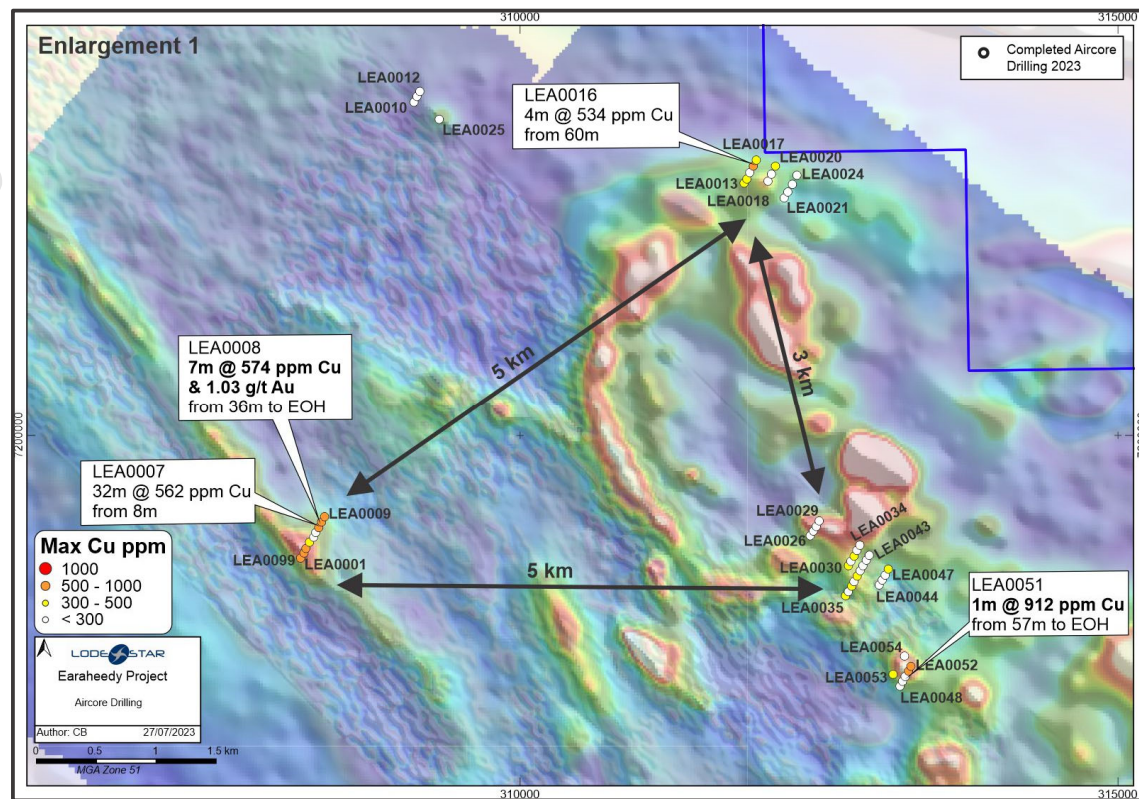 310000
315000
Enlargement 1
Completed Aircore
Drilling 2023
LEA0012
LEA0010
LEA0025
LEA0016
4m @ 534 ppm Cu
from 60m
LEA0017
LEA0020
LEA0024
LEA0013
LEA0018
LEA0021
5 km
3 km
LEA0008
7m @ 574 ppm Cu
& 1.03 g/t Au
from 36m to EOH
7200000
LEA0007
32m @ 562 ppm Cu
from 8m
LEA0009
LEA0099
LEA0001
5 km
LEA0029
LEA0026
LEA0034
LEA0043
LEA0030
LEA0047
LEA0044
LEA0035
LEA0051
1m @ 912 ppm Cu
from 57m to EOH
LEA0054
LEA0052
LEA0053
LEA0048
Max Cu ppm
1000
500 - 1000
300 - 500
< 300
LODESTAR
Earaheedy Project
Aircore Drilling
Author: CB 27/07/2023
0 0.5 1 1.5 km
MGA Zone 51
310000
315000